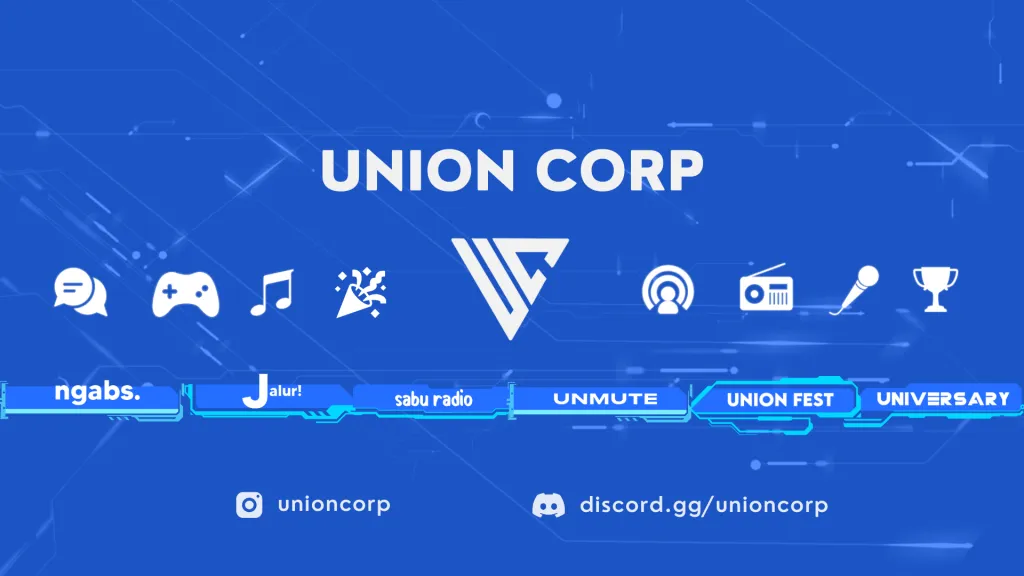 UNION CORP
ngabs.
Jalur!
sabu radio
UNMUTE
UNION FEST
UNIVERSARY
unioncorp
discord.gg/unioncorp